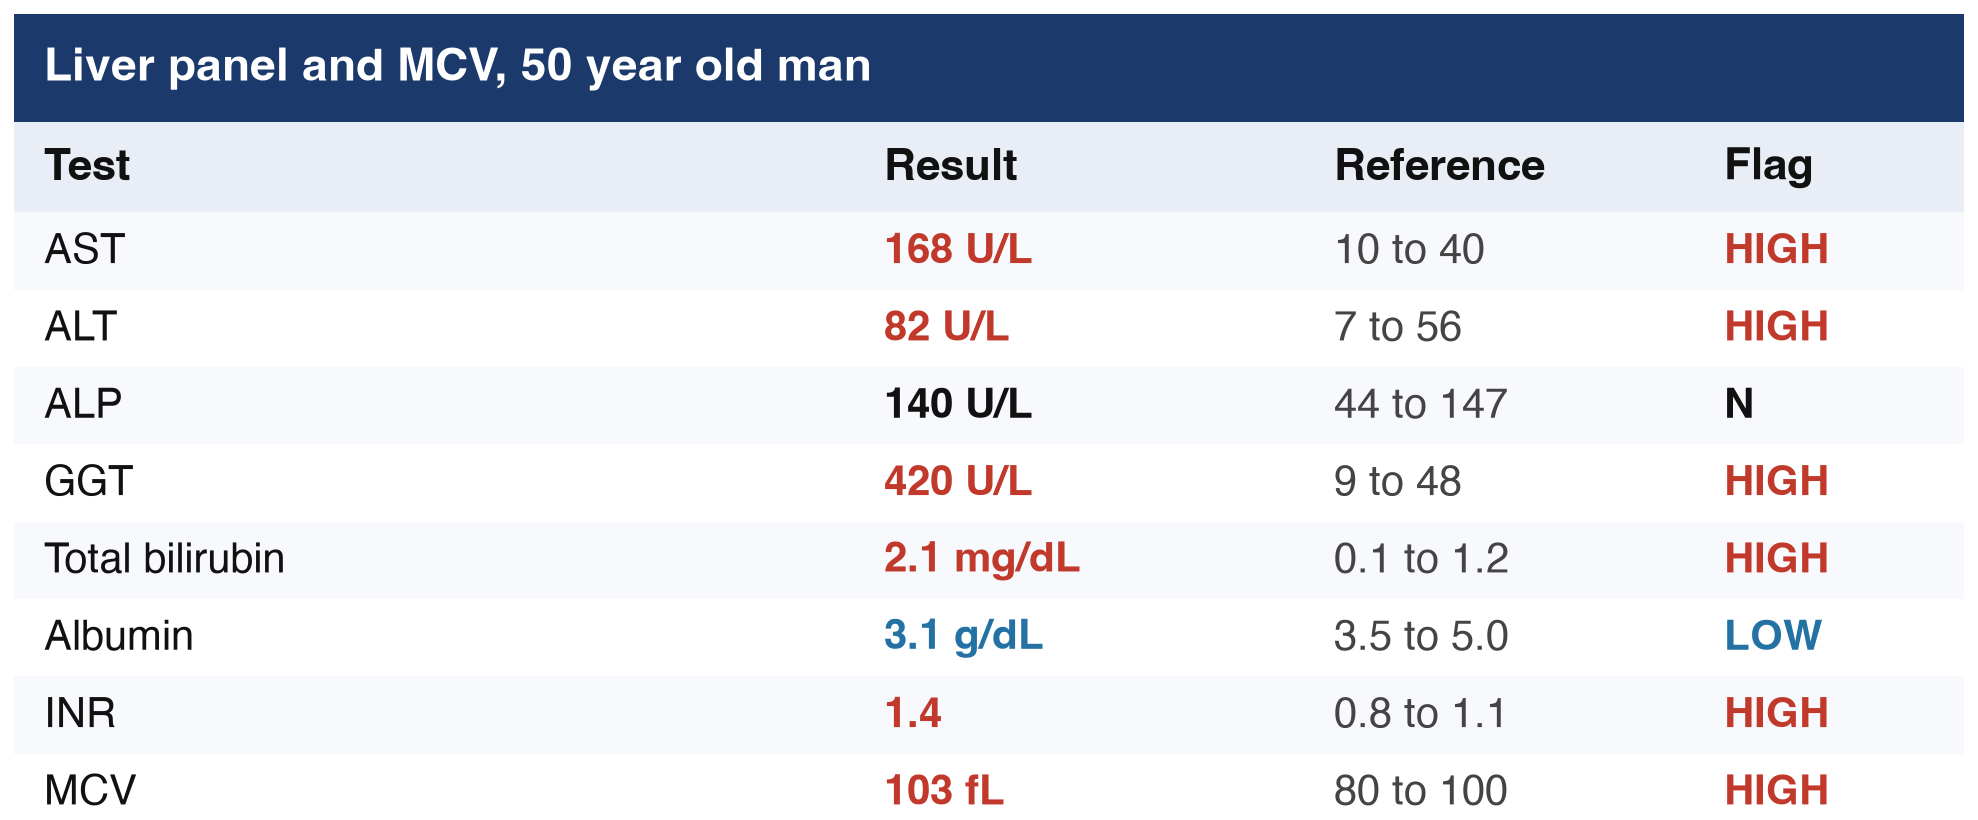 Liver panel and MCV, 50 year old man
Test Result Reference Flag
AST 168 U/L 10 to 40 HIGH
ALT 82 U/L 7 to 56 HIGH
ALP 140 U/L 44 to 147 N
GGT 420 U/L 9 to 48 HIGH
Total bilirubin 2.1 mg/dL 0.1 to 1.2 HIGH
Albumin 3.1 g/dL 3.5 to 5.0 LOW
INR 1.4 0.8 to 1.1 HIGH
MCV 103 fL 80 to 100 HIGH